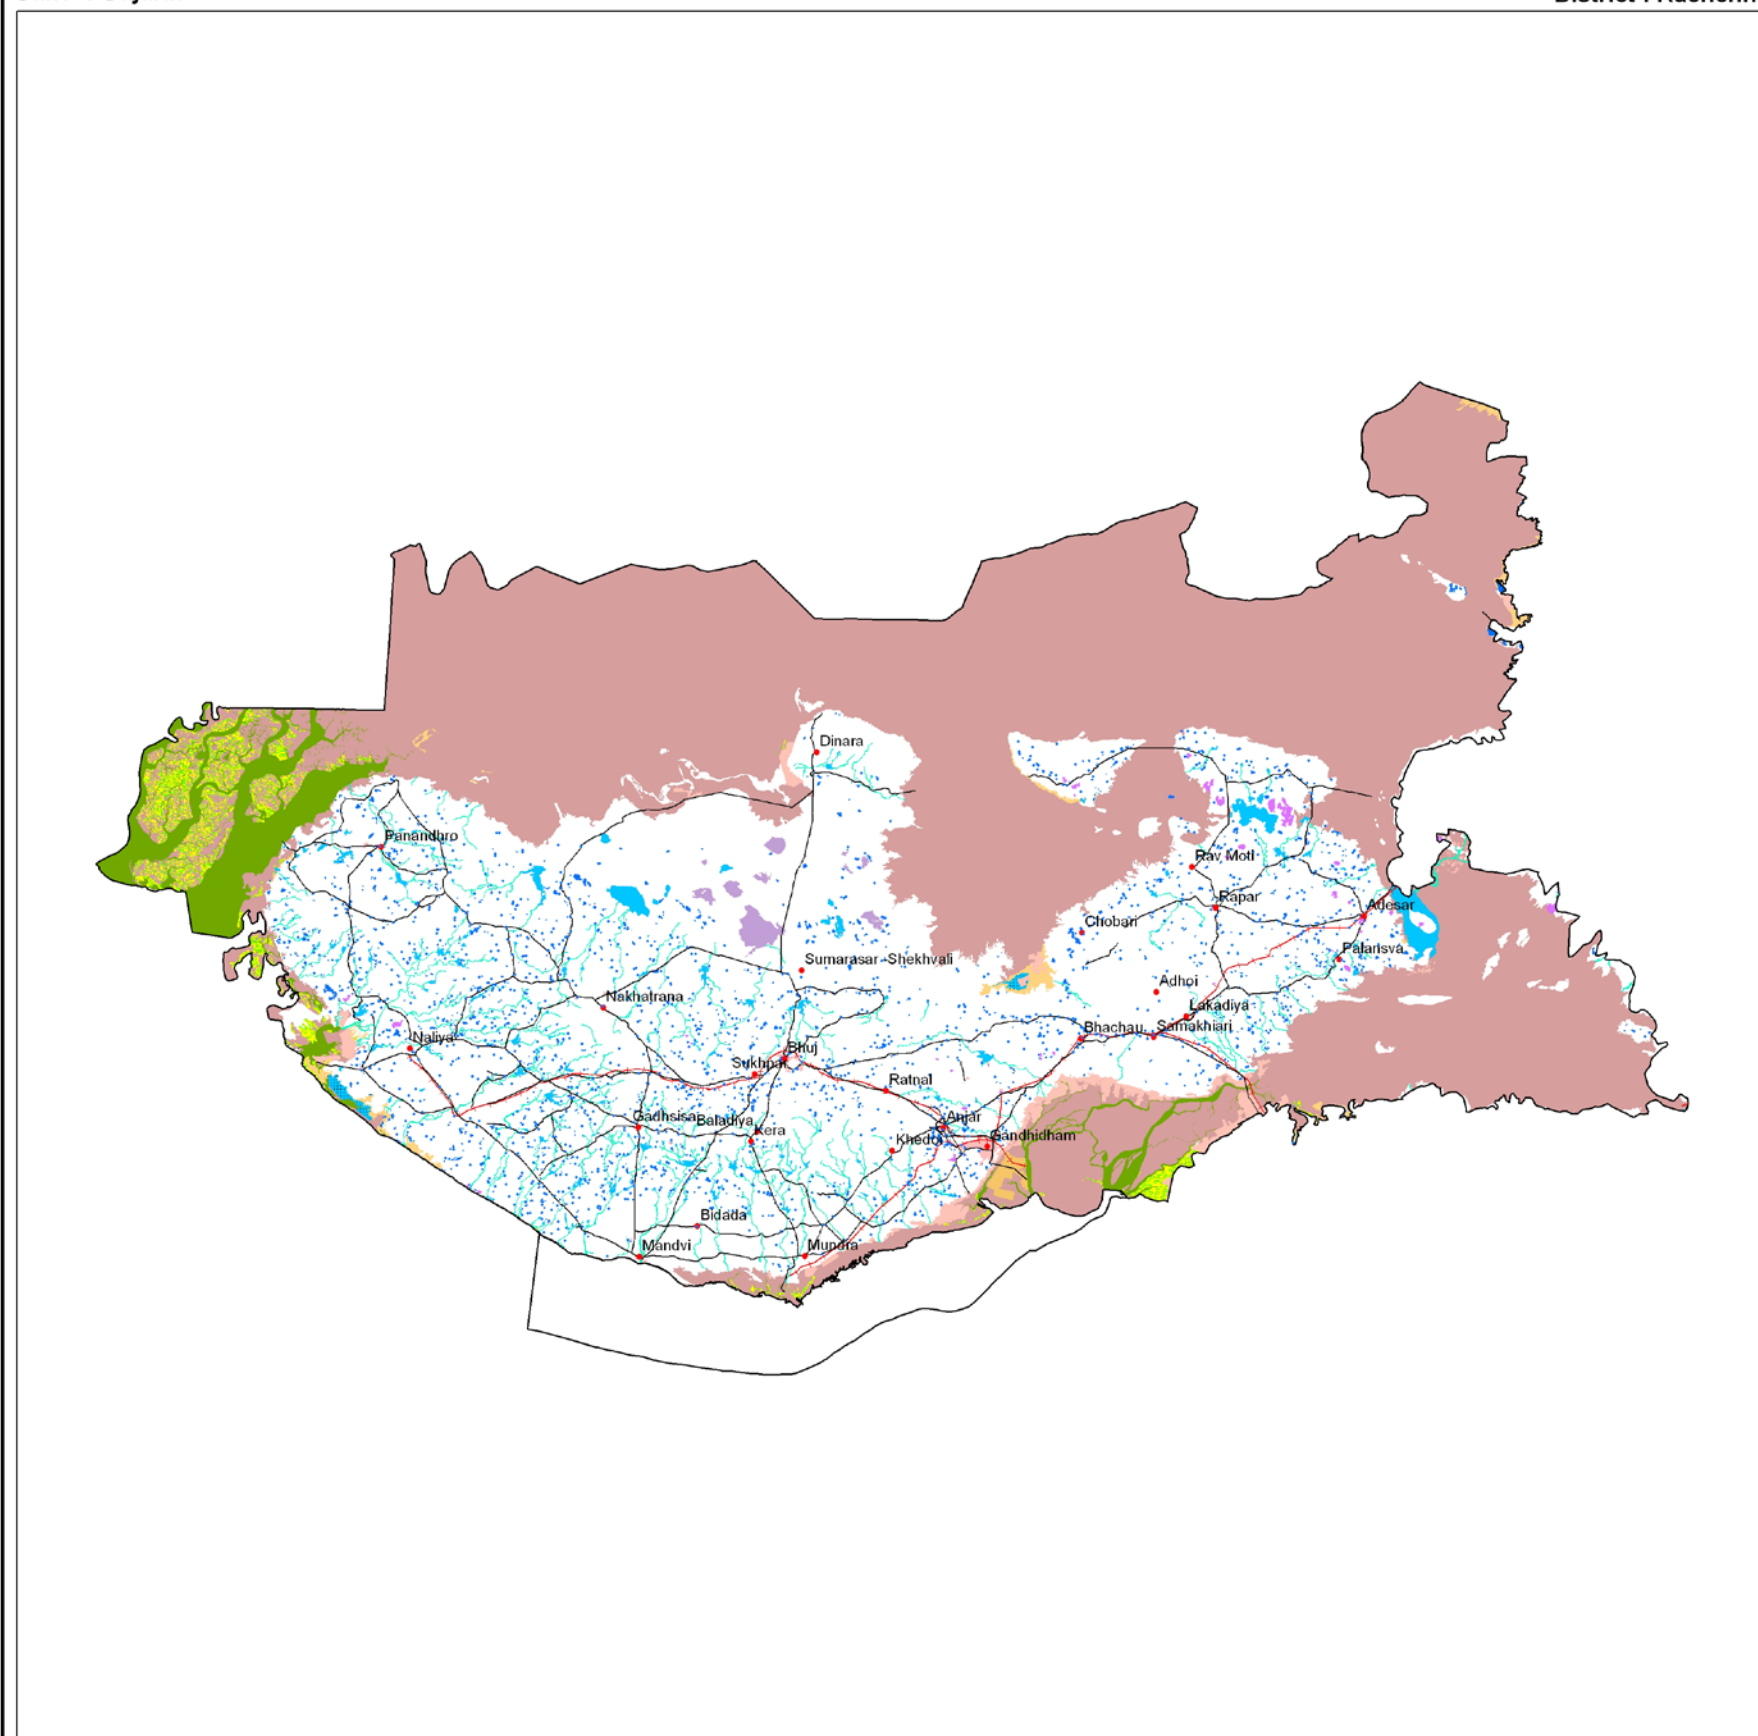 Dinara
Panandhro
Rav Moti
Rapar
Adesar
Chobari
Palansva
Sumarasar -Shekhvali
Adhoi
Nakhatrana
Lakadiya
Bhachau
Samakhiari
Naliya
Bhuj
Sukhpar
Ratnal
Gadhsisa
Baladiya
Anjar
Kera
Khedoi
Gandhidham
Bidada
Mandvi
Mundra